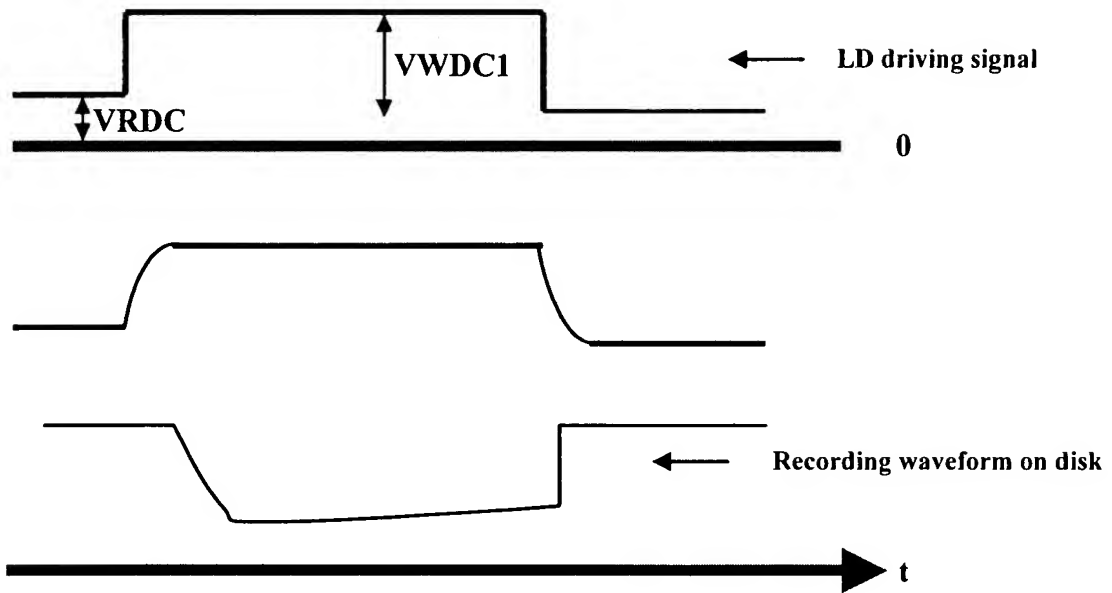 VWDC1
LD driving signal
VRDC
0
Recording waveform on disk
t